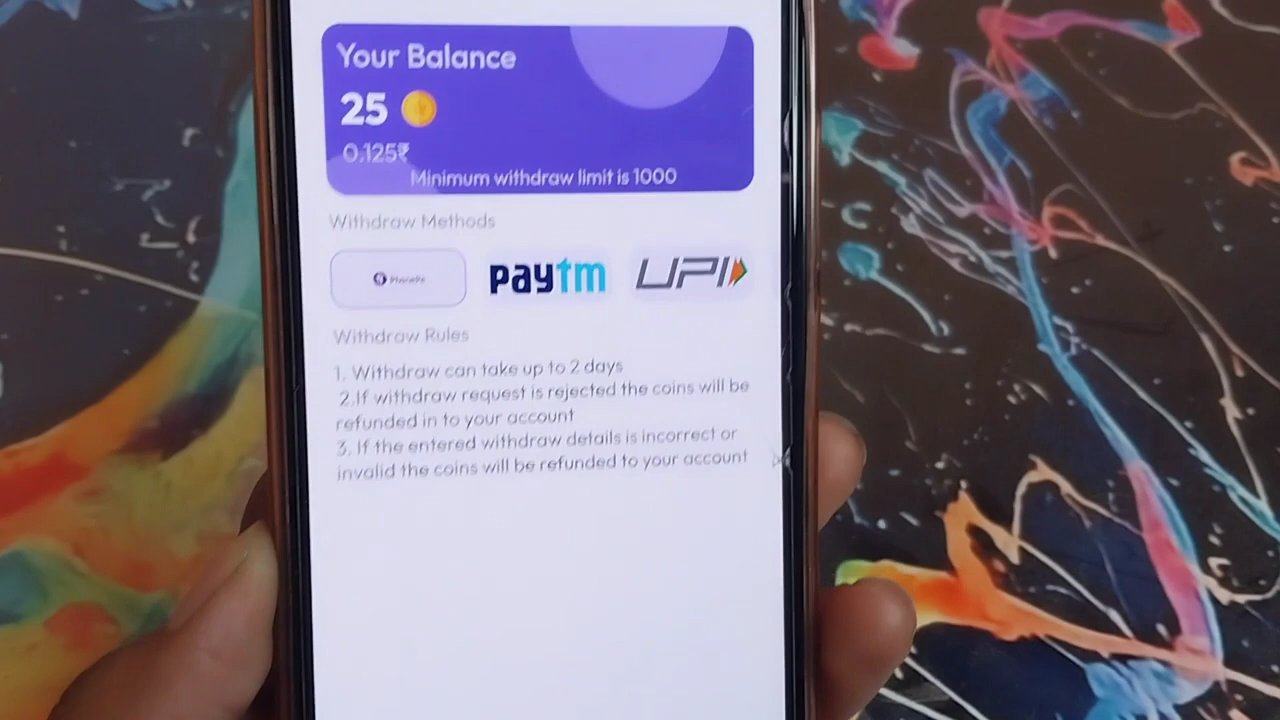 Your Balance
25
0.125₹
Minimum withdraw limit is 1000
Withdraw Methods
PhonePe paytm UPI
Withdraw Rules
1. Withdraw can take up to 2 days
2.If withdraw request is rejected the coins will be
refunded in to your account
3. If the entered withdraw details is incorrect or
invalid the coins will be refunded to your account